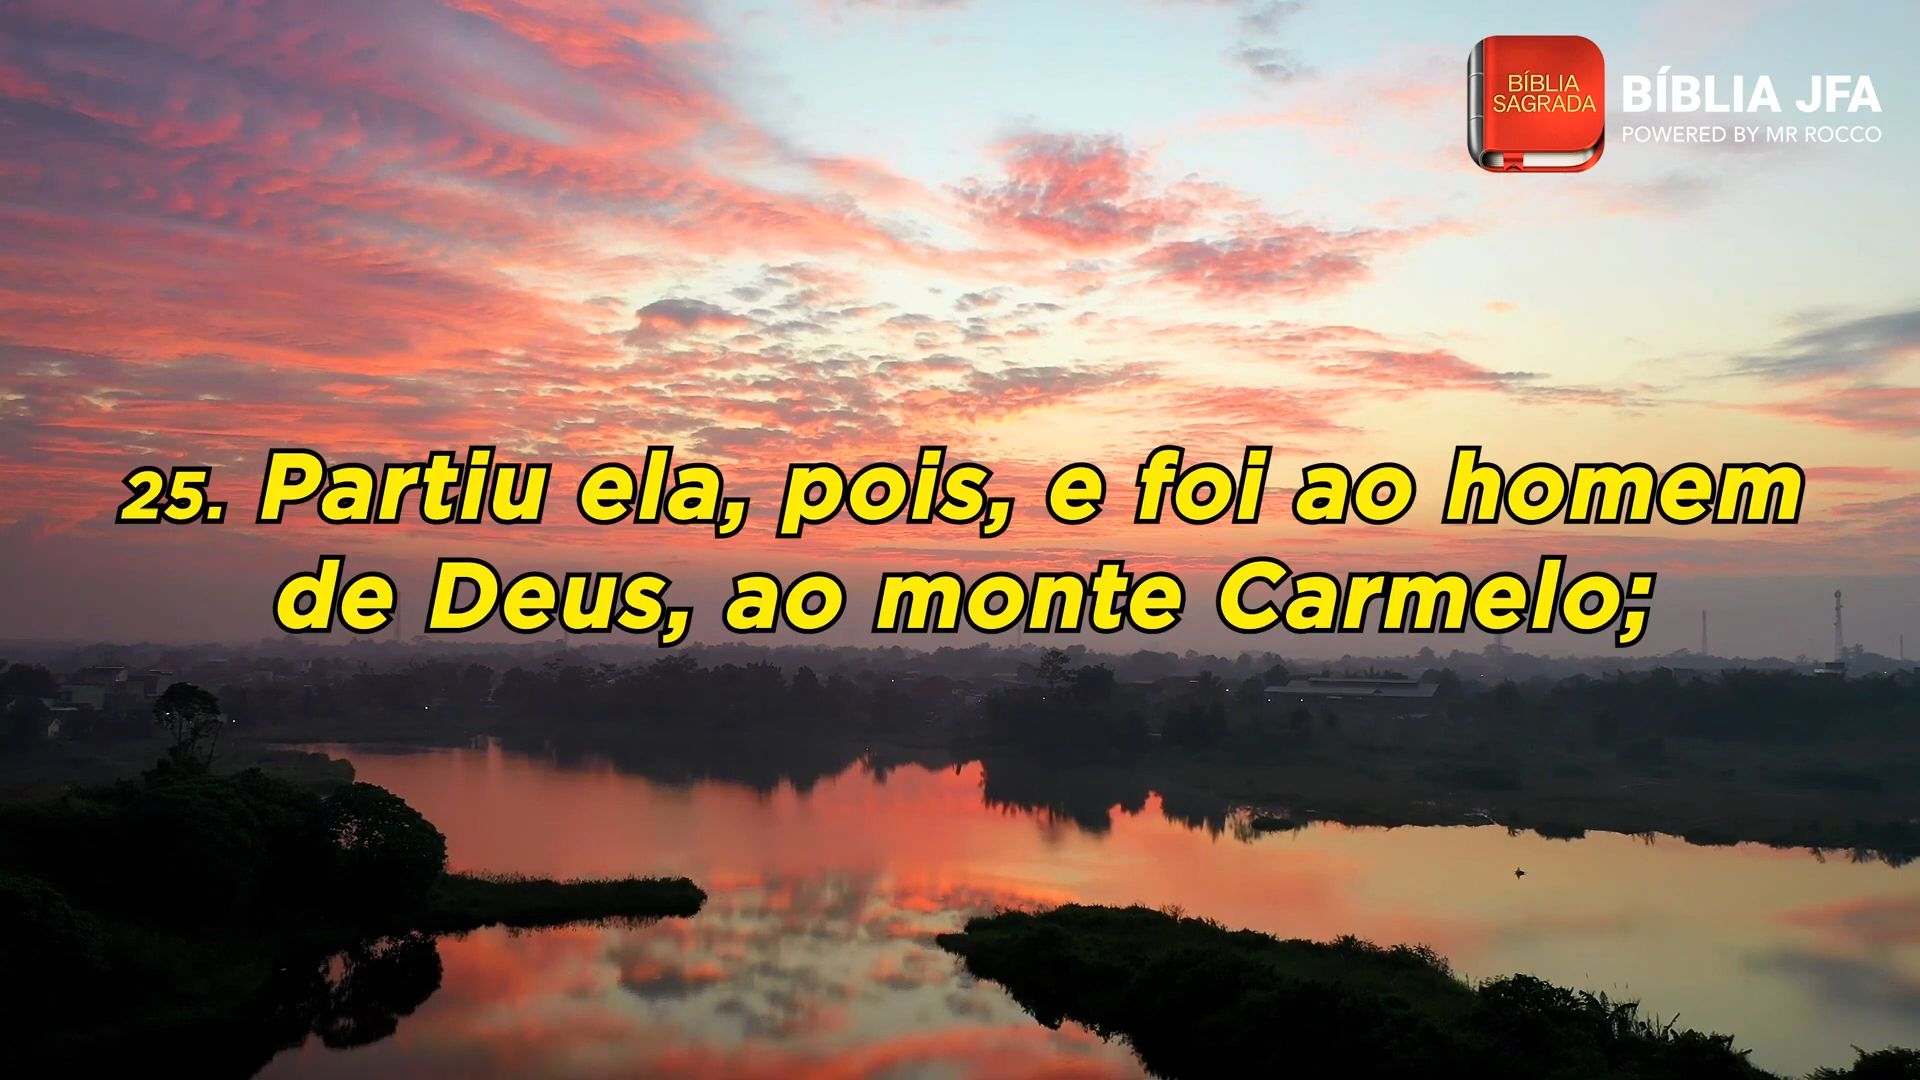 BÍBLIA
SAGRADA
BÍBLIA JFA
POWERED BY MR ROCCO
25. Partiu ela, pois, e foi ao homem
de Deus, ao monte Carmelo;